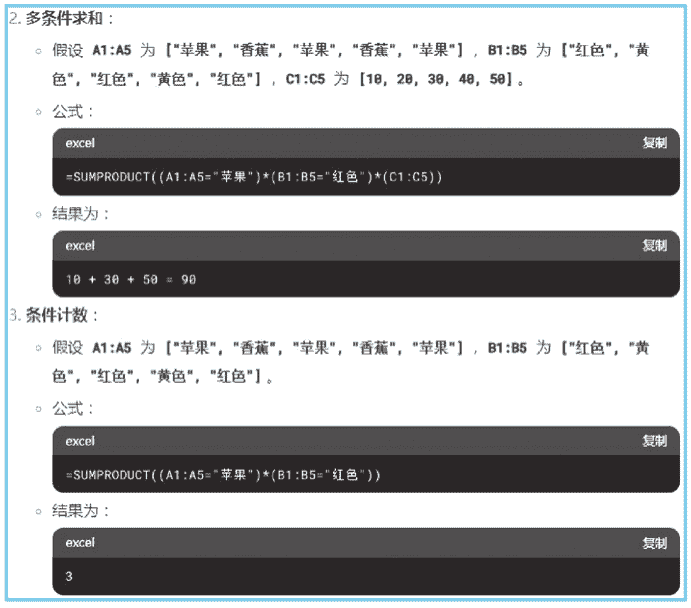 2. 多条件求和：
◦ 假设 A1:A5 为 ["苹果", "香蕉", "苹果", "香蕉", "苹果"]，B1:B5 为 ["红色", "黄
色", "红色", "黄色", "红色"]，C1:C5 为 [10, 20, 30, 40, 50]。
◦ 公式：
excel 复制
=SUMPRODUCT((A1:A5="苹果")*(B1:B5="红色")*(C1:C5))
◦ 结果为：
excel 复制
10 + 30 + 50 = 90
3. 条件计数：
◦ 假设 A1:A5 为 ["苹果", "香蕉", "苹果", "香蕉", "苹果"]，B1:B5 为 ["红色", "黄
色", "红色", "黄色", "红色"]。
◦ 公式：
excel 复制
=SUMPRODUCT((A1:A5="苹果")*(B1:B5="红色"))
◦ 结果为：
excel 复制
3